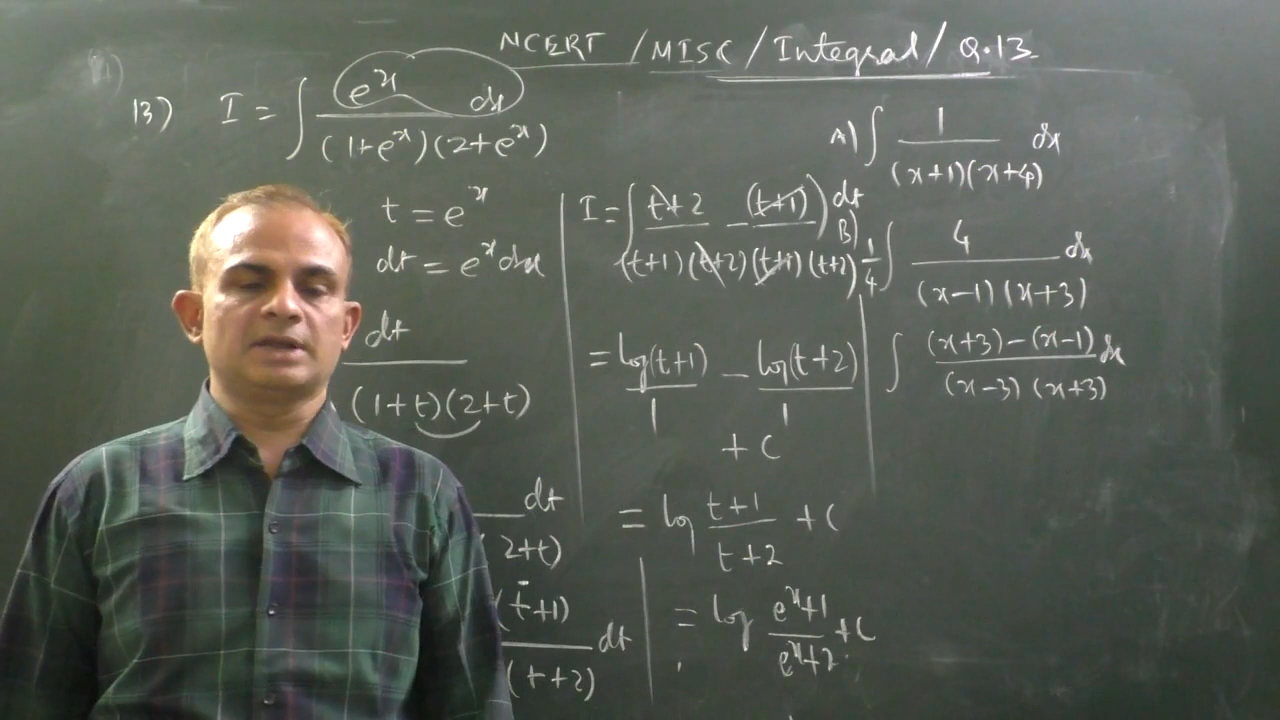 NCERT / MISC / Integral / Q.13
13) I = ∫ e^x dx
(1+e^x)(2+e^x)
t = e^x
dt = e^x dx
dt
(1+t)(2+t)
dt
2+t)
(t+1)
dt
(t+2)
I = ∫ ( t+2 - (t+1) ) dt
(t+1)(t+2) (t+1)(t+2)
= log(t+1) - log(t+2)
1 1
+ C
= log t+1 + C
t+2
= log e^x+1 + C
e^x+2
A) ∫ 1 dx
(x+1)(x+4)
B) 1/4 ∫ 4 dx
(x-1)(x+3)
∫ (x+3)-(x-1) dx
(x-3)(x+3)